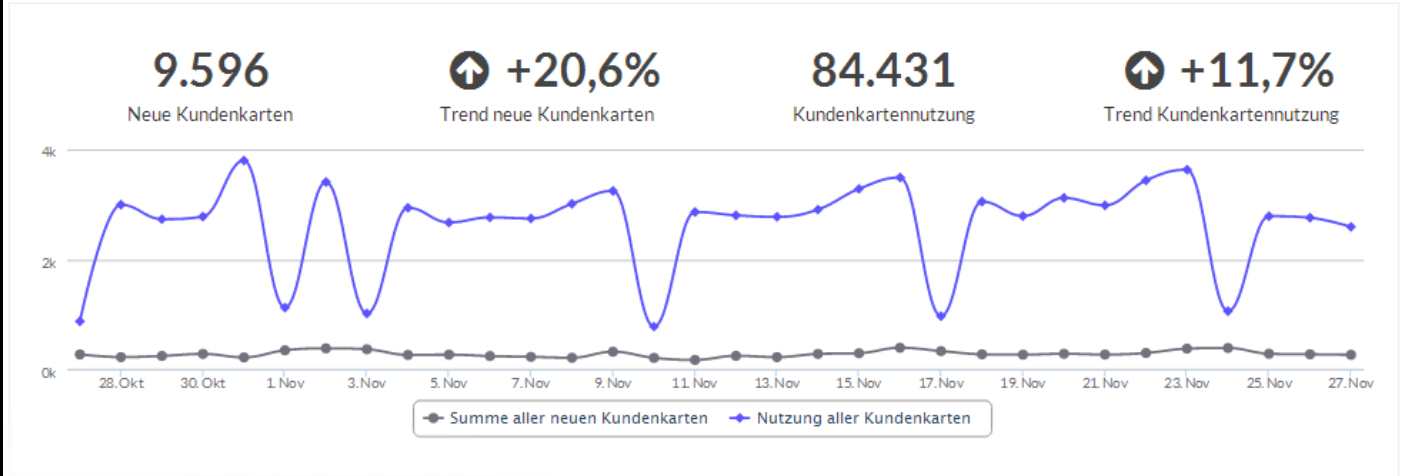 9.596
+20,6%
84.431
+11,7%
Neue Kundenkarten
Trend neue Kundenkarten
Kundenkartennutzung
Trend Kundenkartennutzung
4k
2k
0k
28. Okt
30. Okt
1. Nov
3. Nov
5. Nov
7. Nov
9. Nov
11. Nov
13. Nov
15. Nov
17. Nov
19. Nov
21. Nov
23. Nov
25. Nov
27. Nov
Summe aller neuen Kundenkarten
Nutzung aller Kundenkarten